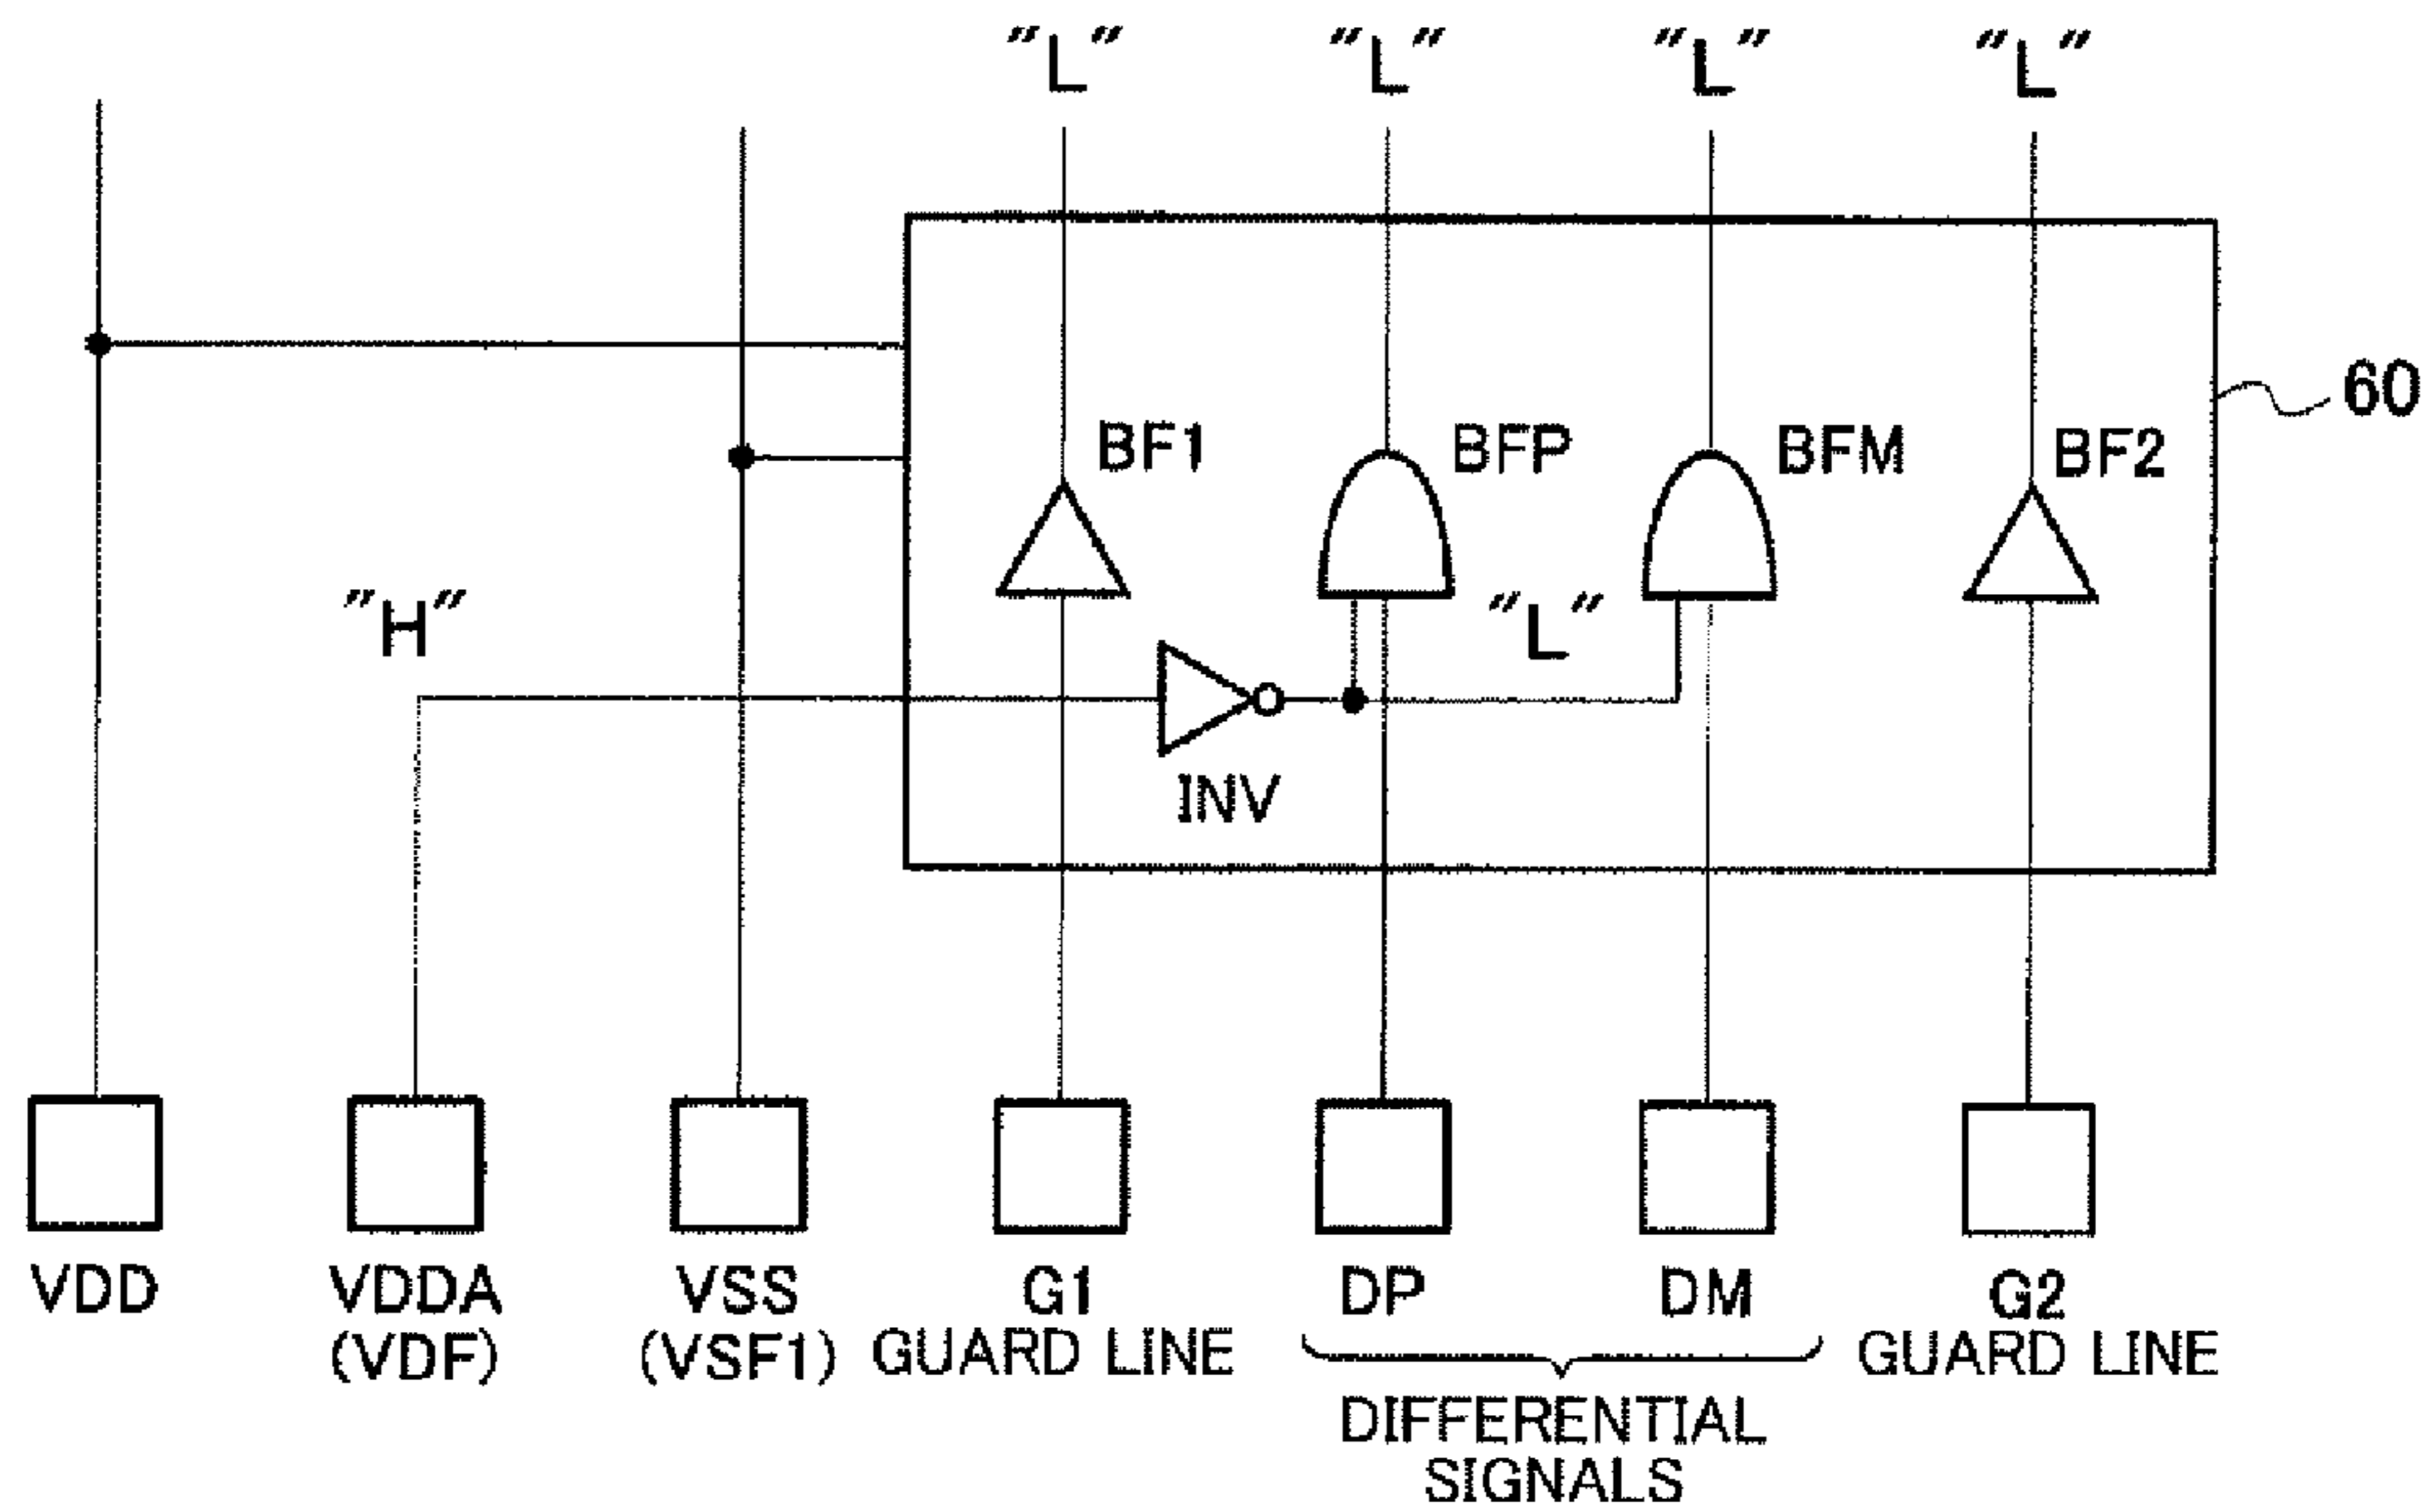 "L" "L" "L" "L"
60
BF1 BFP BFM BF2
"H" "L"
INV
VDD VDDA VSS G1 DP DM G2
(VDF) (VSF1) GUARD LINE GUARD LINE
DIFFERENTIAL
SIGNALS